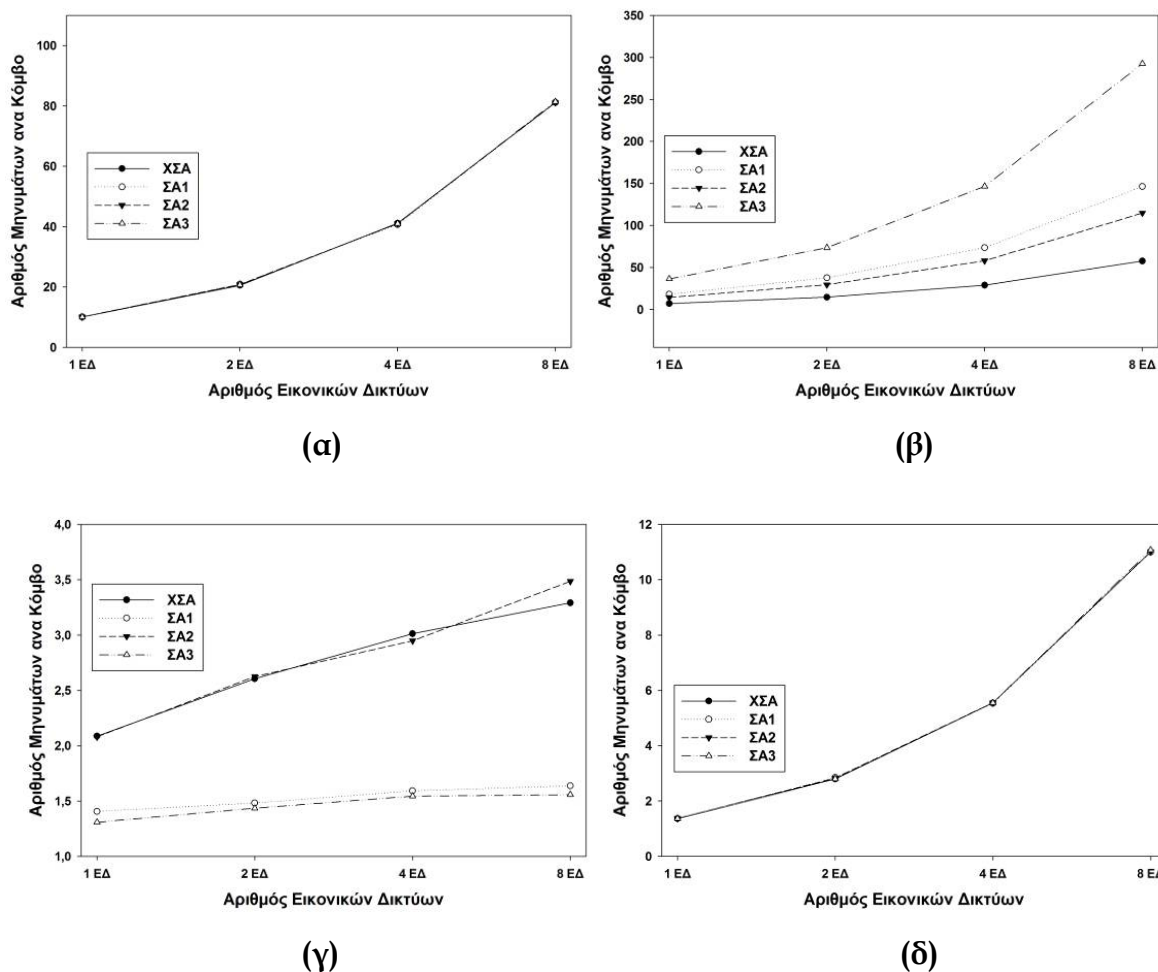 Αριθμός Μηνυμάτων ανα Κόμβο
100
80
60
40
20
0
ΧΣΑ
ΣΑ1
ΣΑ2
ΣΑ3
1 ΕΔ
2 ΕΔ
4 ΕΔ
8 ΕΔ
Αριθμός Εικονικών Δικτύων
(α)
Αριθμός Μηνυμάτων ανα Κόμβο
350
300
250
200
150
100
50
0
ΧΣΑ
ΣΑ1
ΣΑ2
ΣΑ3
1 ΕΔ
2 ΕΔ
4 ΕΔ
8 ΕΔ
Αριθμός Εικονικών Δικτύων
(β)
Αριθμός Μηνυμάτων ανα Κόμβο
4,0
3,5
3,0
2,5
2,0
1,5
1,0
ΧΣΑ
ΣΑ1
ΣΑ2
ΣΑ3
1 ΕΔ
2 ΕΔ
4 ΕΔ
8 ΕΔ
Αριθμός Εικονικών Δικτύων
(γ)
Αριθμός Μηνυμάτων ανα Κόμβο
12
10
8
6
4
2
0
ΧΣΑ
ΣΑ1
ΣΑ2
ΣΑ3
1 ΕΔ
2 ΕΔ
4 ΕΔ
8 ΕΔ
Αριθμός Εικονικών Δικτύων
(δ)